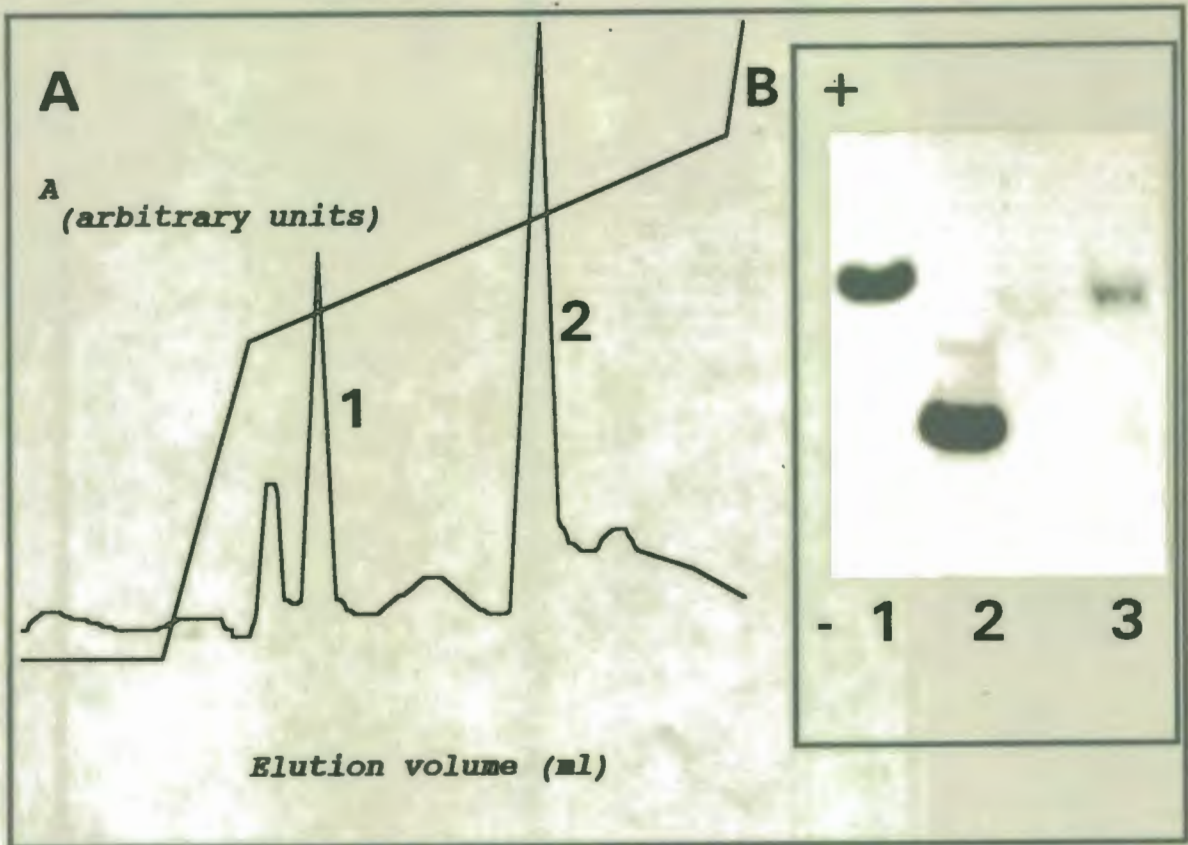 A
A
(arbitrary units)
1
2
Elution volume (ml)
B
+
- 1 2 3